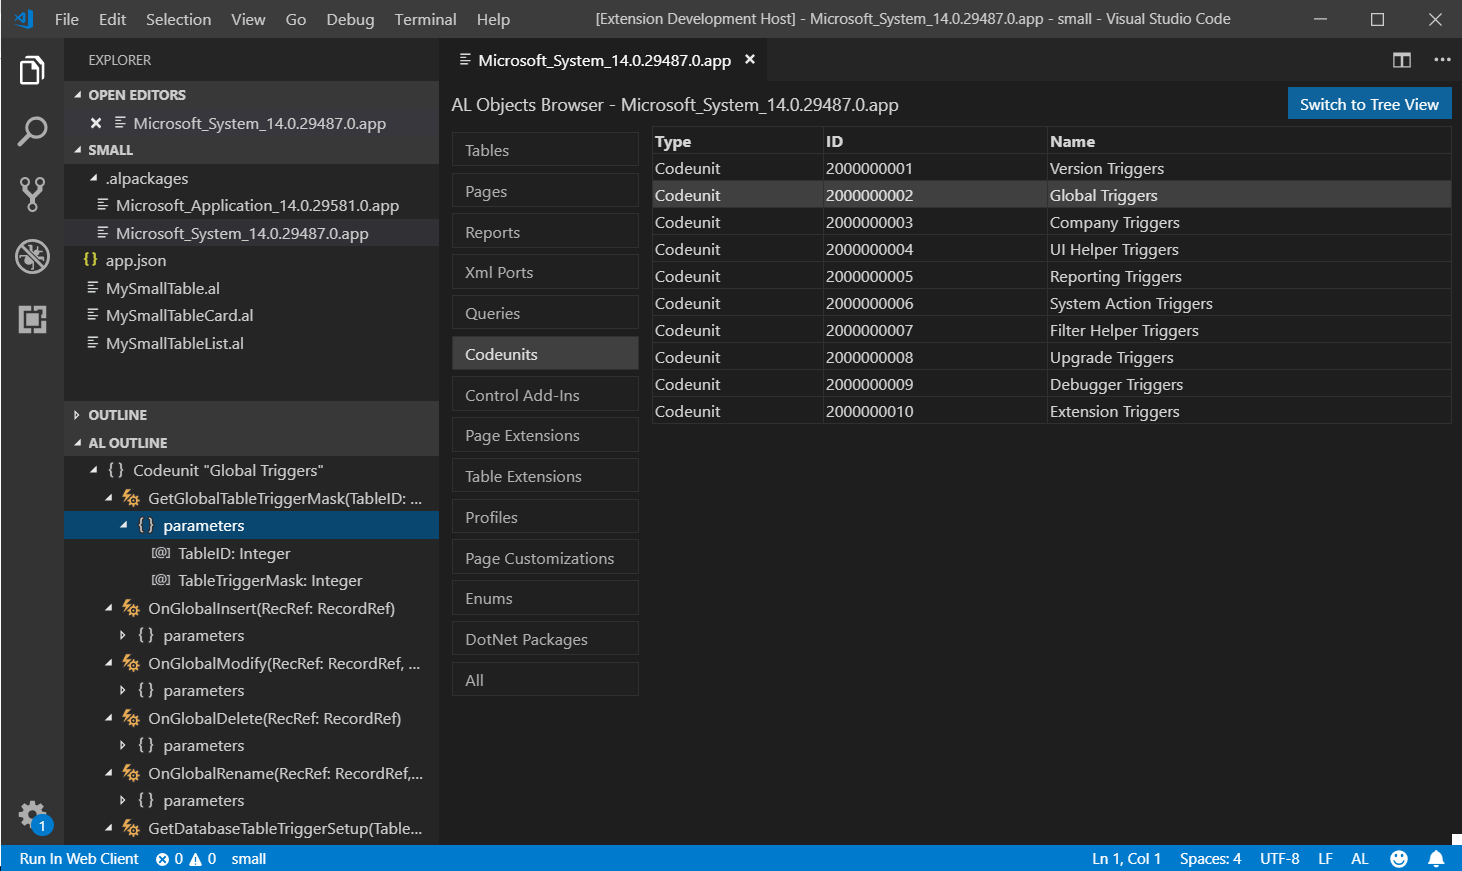 File Edit Selection View Go Debug Terminal Help [Extension Development Host] - Microsoft_System_14.0.29487.0.app - small - Visual Studio Code
EXPLORER
OPEN EDITORS
Microsoft_System_14.0.29487.0.app
SMALL
.alpackages
Microsoft_Application_14.0.29581.0.app
Microsoft_System_14.0.29487.0.app
{} app.json
MySmallTable.al
MySmallTableCard.al
MySmallTableList.al
OUTLINE
AL OUTLINE
{} Codeunit "Global Triggers"
GetGlobalTableTriggerMask(TableID: ...
{} parameters
[@] TableID: Integer
[@] TableTriggerMask: Integer
OnGlobalInsert(RecRef: RecordRef)
{} parameters
OnGlobalModify(RecRef: RecordRef, ...
{} parameters
OnGlobalDelete(RecRef: RecordRef)
{} parameters
OnGlobalRename(RecRef: RecordRef,...
{} parameters
GetDatabaseTableTriggerSetup(Table...
1
Microsoft_System_14.0.29487.0.app
AL Objects Browser - Microsoft_System_14.0.29487.0.app
Switch to Tree View
Tables
Pages
Reports
Xml Ports
Queries
Codeunits
Control Add-Ins
Page Extensions
Table Extensions
Profiles
Page Customizations
Enums
DotNet Packages
All
Type ID Name
Codeunit 2000000001 Version Triggers
Codeunit 2000000002 Global Triggers
Codeunit 2000000003 Company Triggers
Codeunit 2000000004 UI Helper Triggers
Codeunit 2000000005 Reporting Triggers
Codeunit 2000000006 System Action Triggers
Codeunit 2000000007 Filter Helper Triggers
Codeunit 2000000008 Upgrade Triggers
Codeunit 2000000009 Debugger Triggers
Codeunit 2000000010 Extension Triggers
Run In Web Client 0 0 small Ln 1, Col 1 Spaces: 4 UTF-8 LF AL